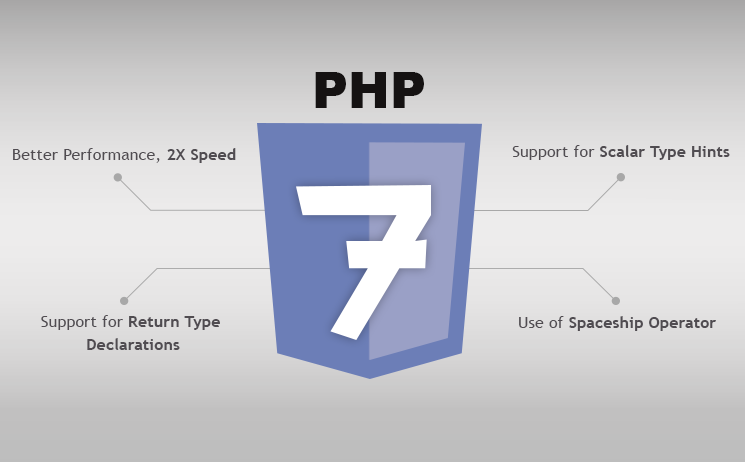 PHP
Better Performance, 2X Speed
Support for Scalar Type Hints
7
Support for Return Type
Declarations
Use of Spaceship Operator